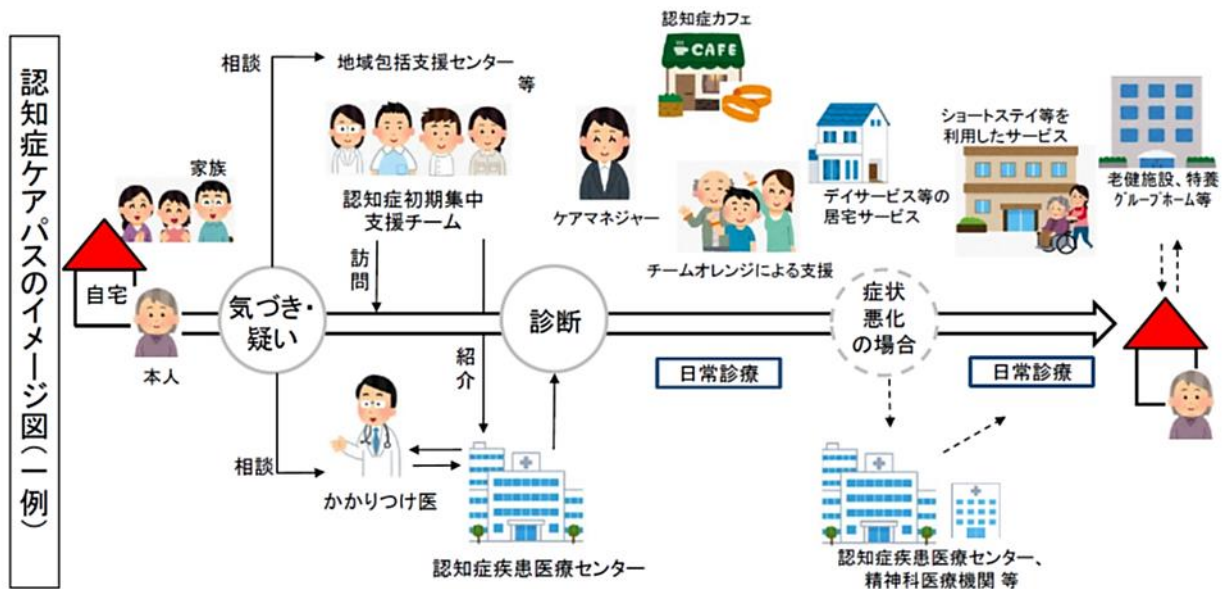 認知症ケアパスのイメージ図(一例)
家族
自宅
本人
相談
地域包括支援センター 等
認知症初期集中
支援チーム
訪問
気づき・
疑い
相談
かかりつけ医
紹介
認知症疾患医療センター
診断
認知症カフェ
CAFE
ケアマネジャー
チームオレンジによる支援
デイサービス等の
居宅サービス
日常診療
症状
悪化
の場合
認知症疾患医療センター、
精神科医療機関 等
ショートステイ等を
利用したサービス
日常診療
老健施設、特養
グループホーム等